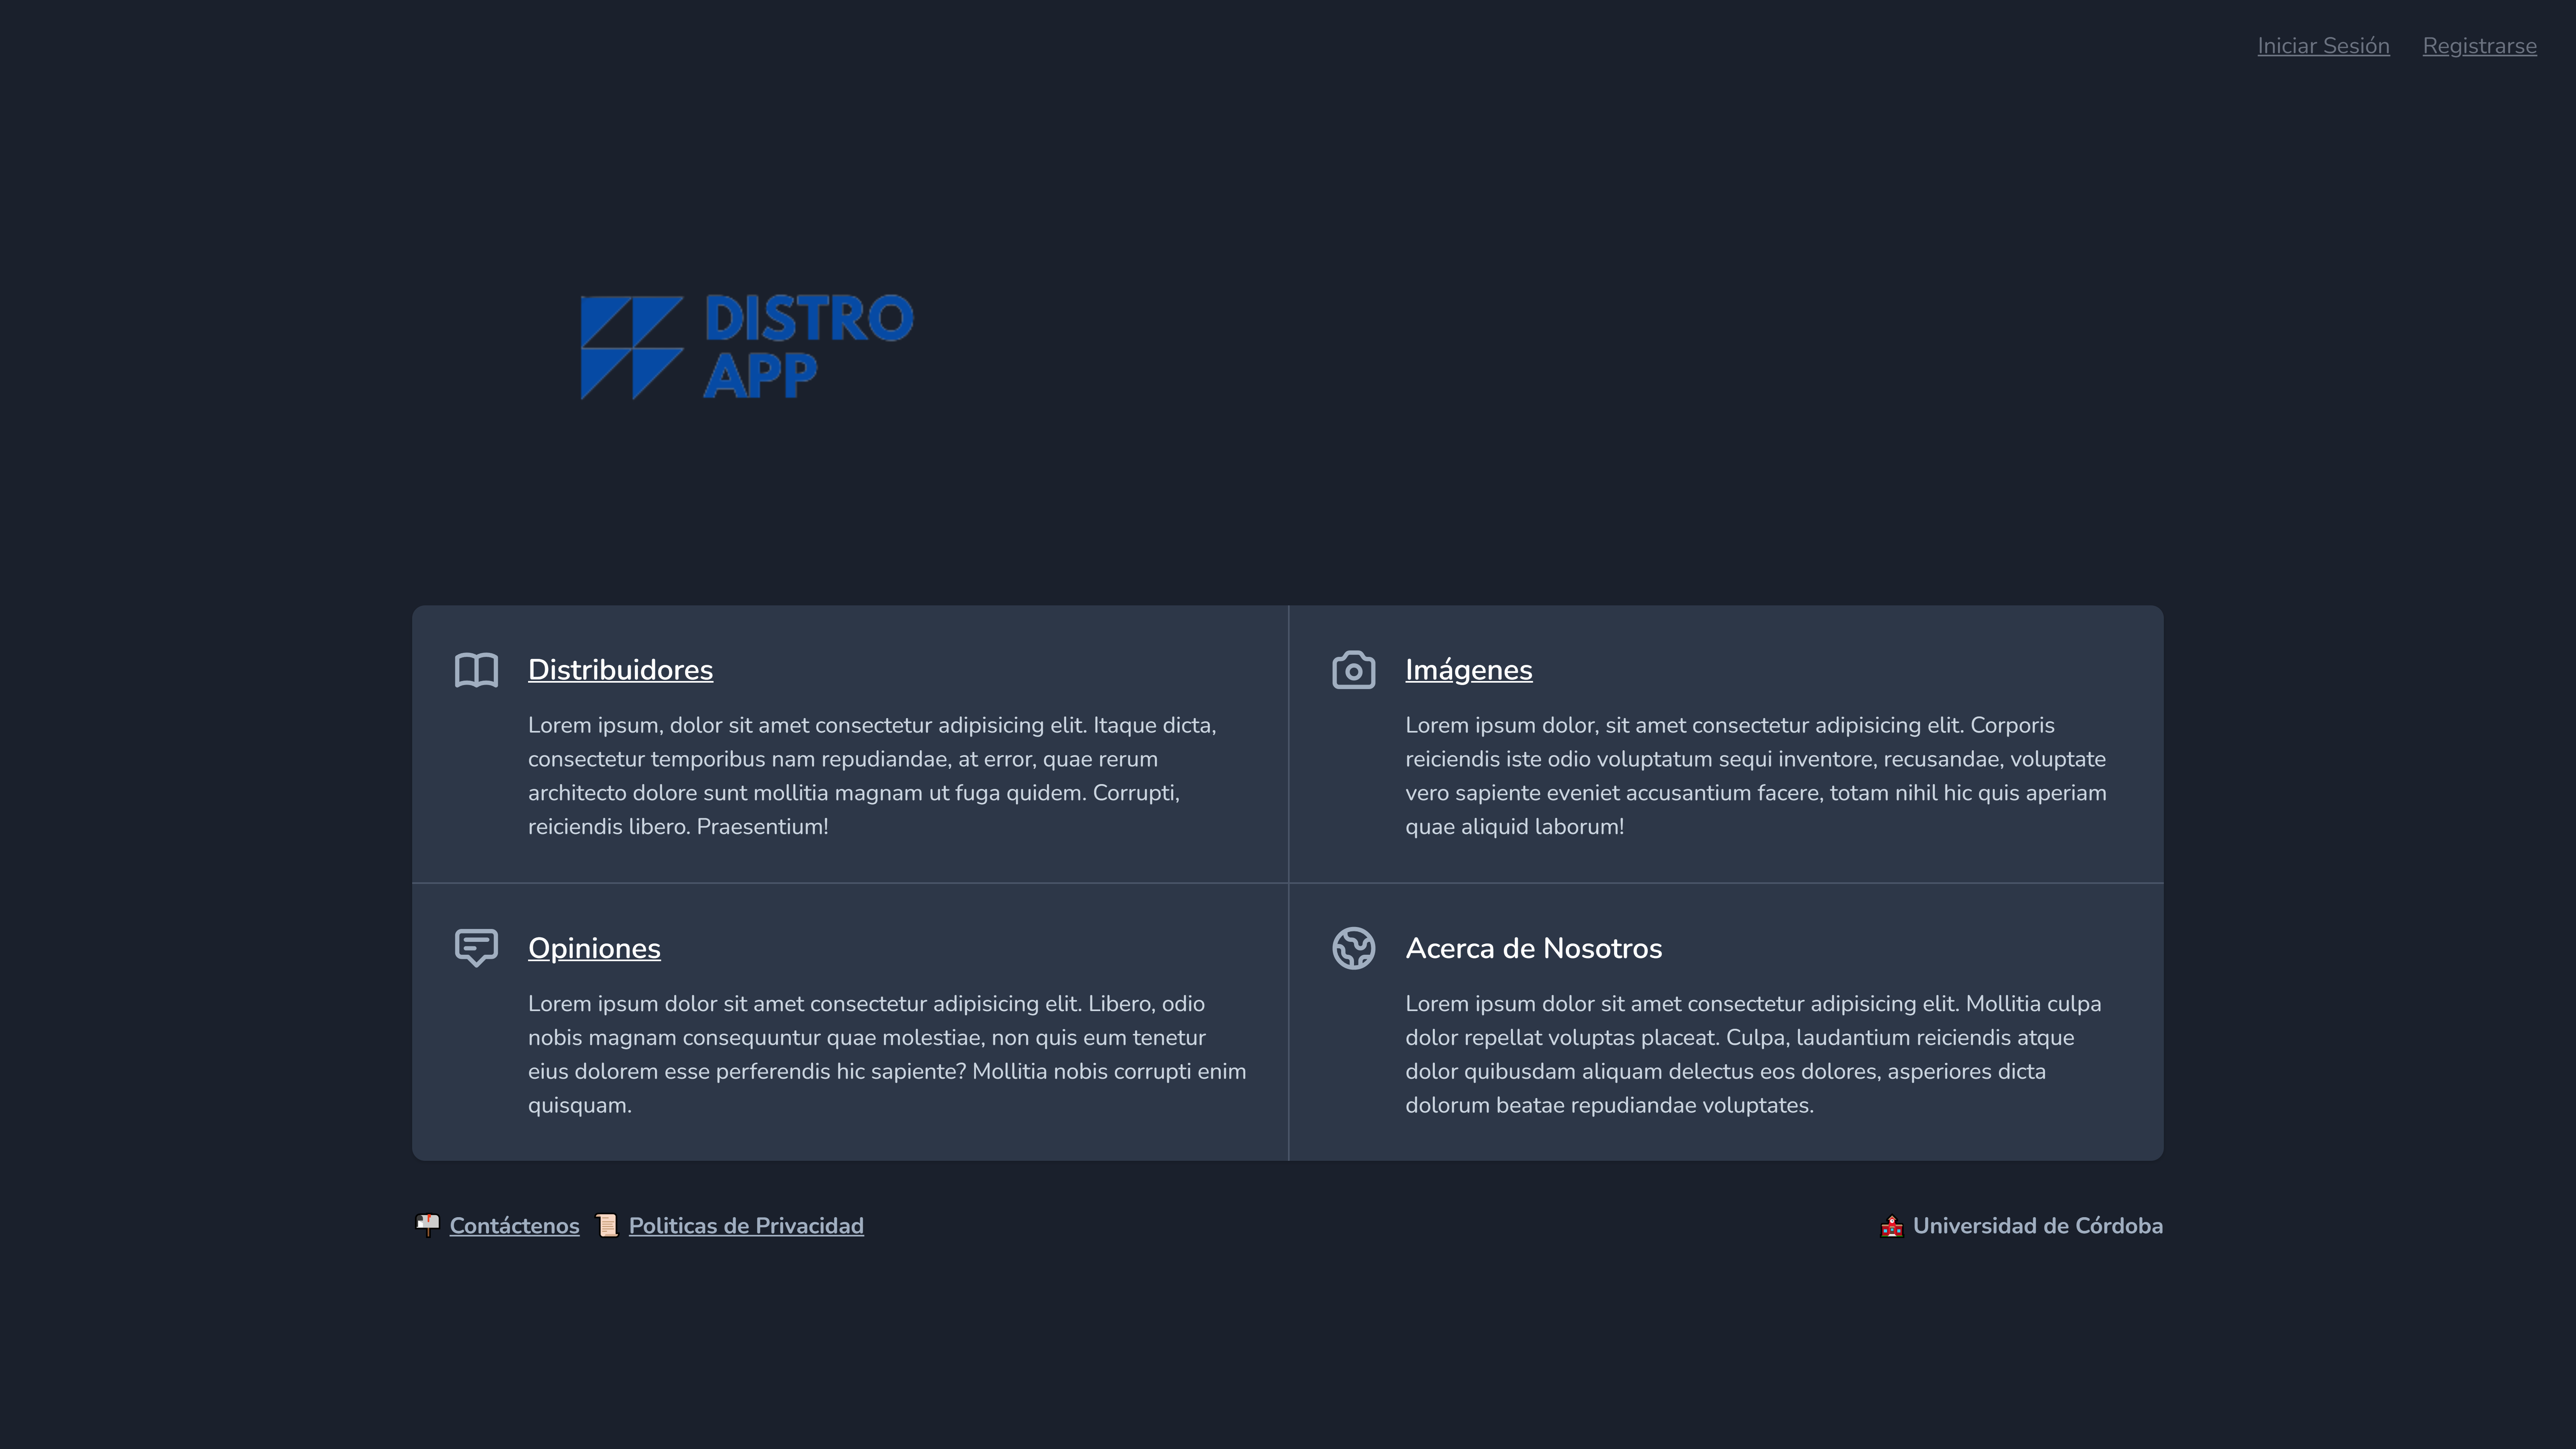 Iniciar Sesión Registrarse
DISTRO
APP
Distribuidores
Lorem ipsum, dolor sit amet consectetur adipisicing elit. Itaque dicta,
consectetur temporibus nam repudiandae, at error, quae rerum
architecto dolore sunt mollitia magnam ut fuga quidem. Corrupti,
reiciendis libero. Praesentium!
Imágenes
Lorem ipsum dolor, sit amet consectetur adipisicing elit. Corporis
reiciendis iste odio voluptatum sequi inventore, recusandae, voluptate
vero sapiente eveniet accusantium facere, totam nihil hic quis aperiam
quae aliquid laborum!
Opiniones
Lorem ipsum dolor sit amet consectetur adipisicing elit. Libero, odio
nobis magnam consequuntur quae molestiae, non quis eum tenetur
eius dolorem esse perferendis hic sapiente? Mollitia nobis corrupti enim
quisquam.
Acerca de Nosotros
Lorem ipsum dolor sit amet consectetur adipisicing elit. Mollitia culpa
dolor repellat voluptas placeat. Culpa, laudantium reiciendis atque
dolor quibusdam aliquam delectus eos dolores, asperiores dicta
dolorum beatae repudiandae voluptates.
Contáctenos Politicas de Privacidad
Universidad de Córdoba